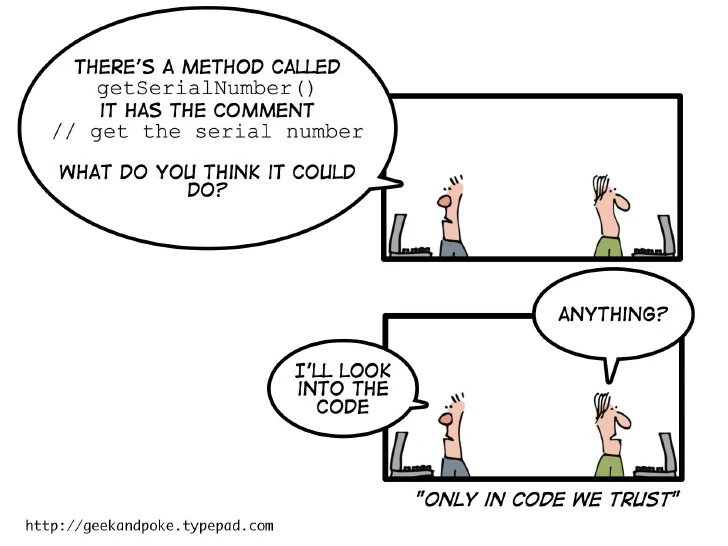 THERE'S A METHOD CALLED
getSerialNumber()
IT HAS THE COMMENT
// get the serial number
WHAT DO YOU THINK IT COULD
DO?
ANYTHING?
I'LL LOOK
INTO THE
CODE
"ONLY IN CODE WE TRUST"
http://geekandpoke.typepad.com